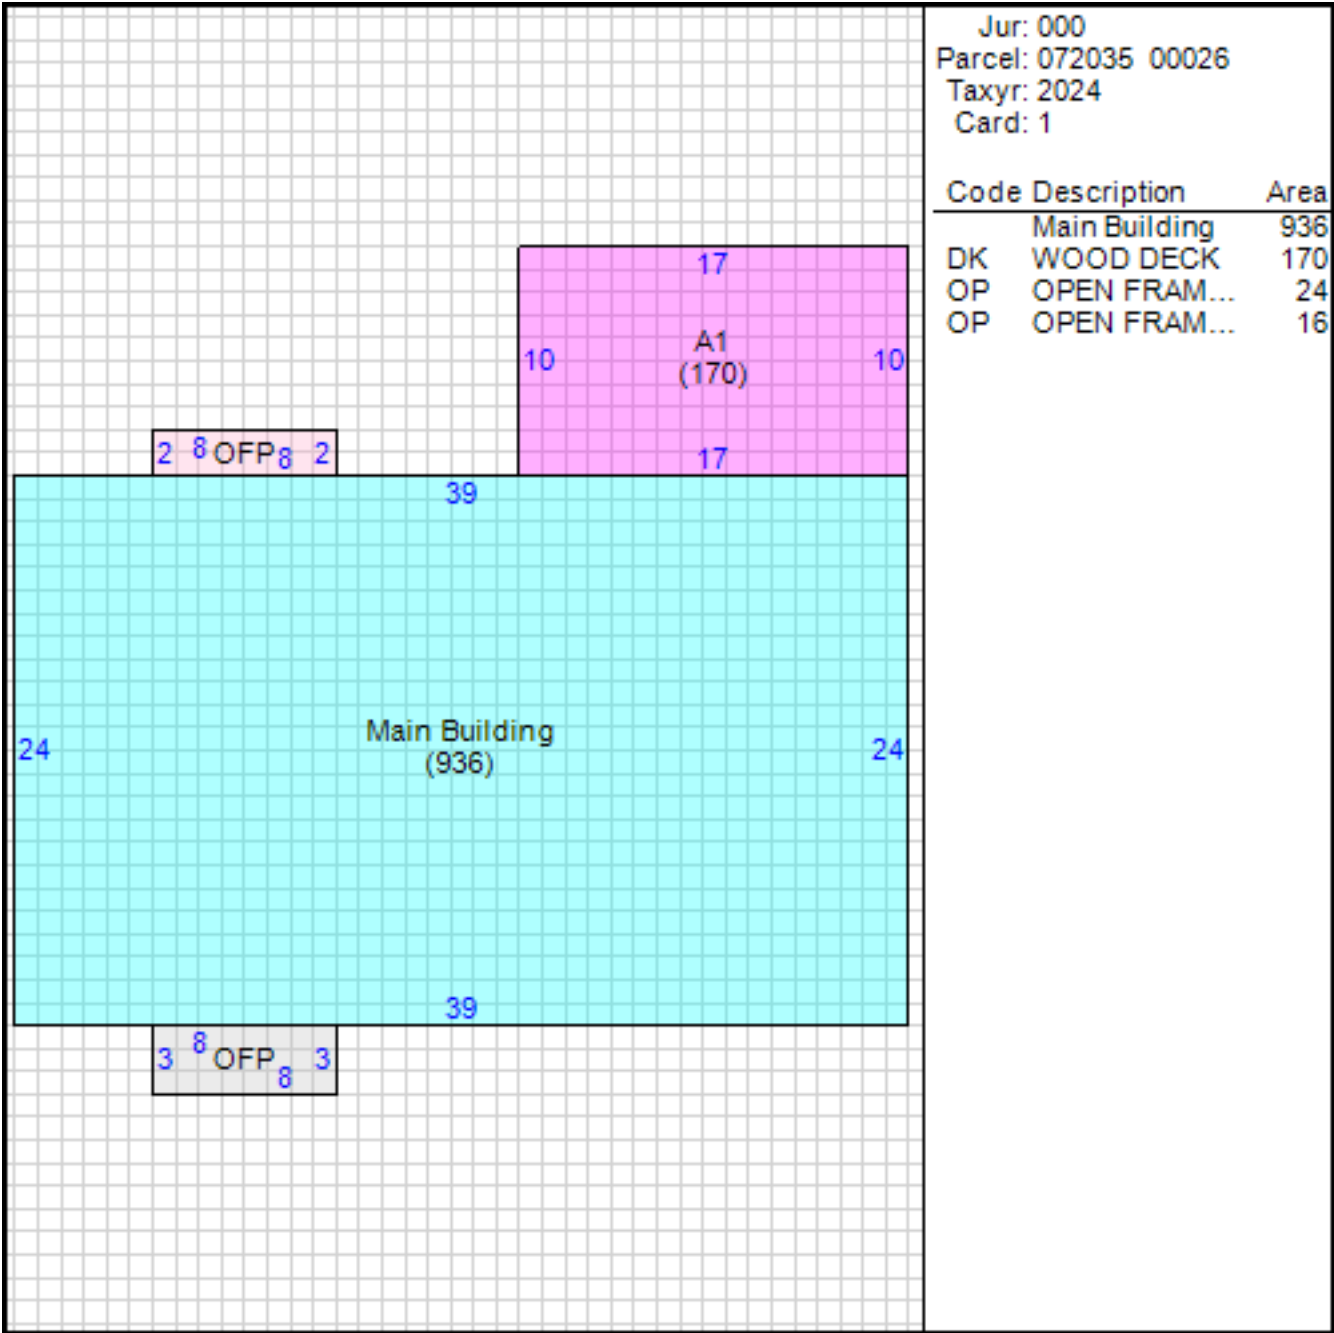 Jur: 000
Parcel: 072035 00026
Taxyr: 2024
Card: 1
Code Description Area
Main Building 936
DK WOOD DECK 170
OP OPEN FRAM... 24
OP OPEN FRAM... 16
17
A1
10 10
(170)
17
2 8 OFP 8 2
39
Main Building
24 24
(936)
39
3 8 OFP 8 3